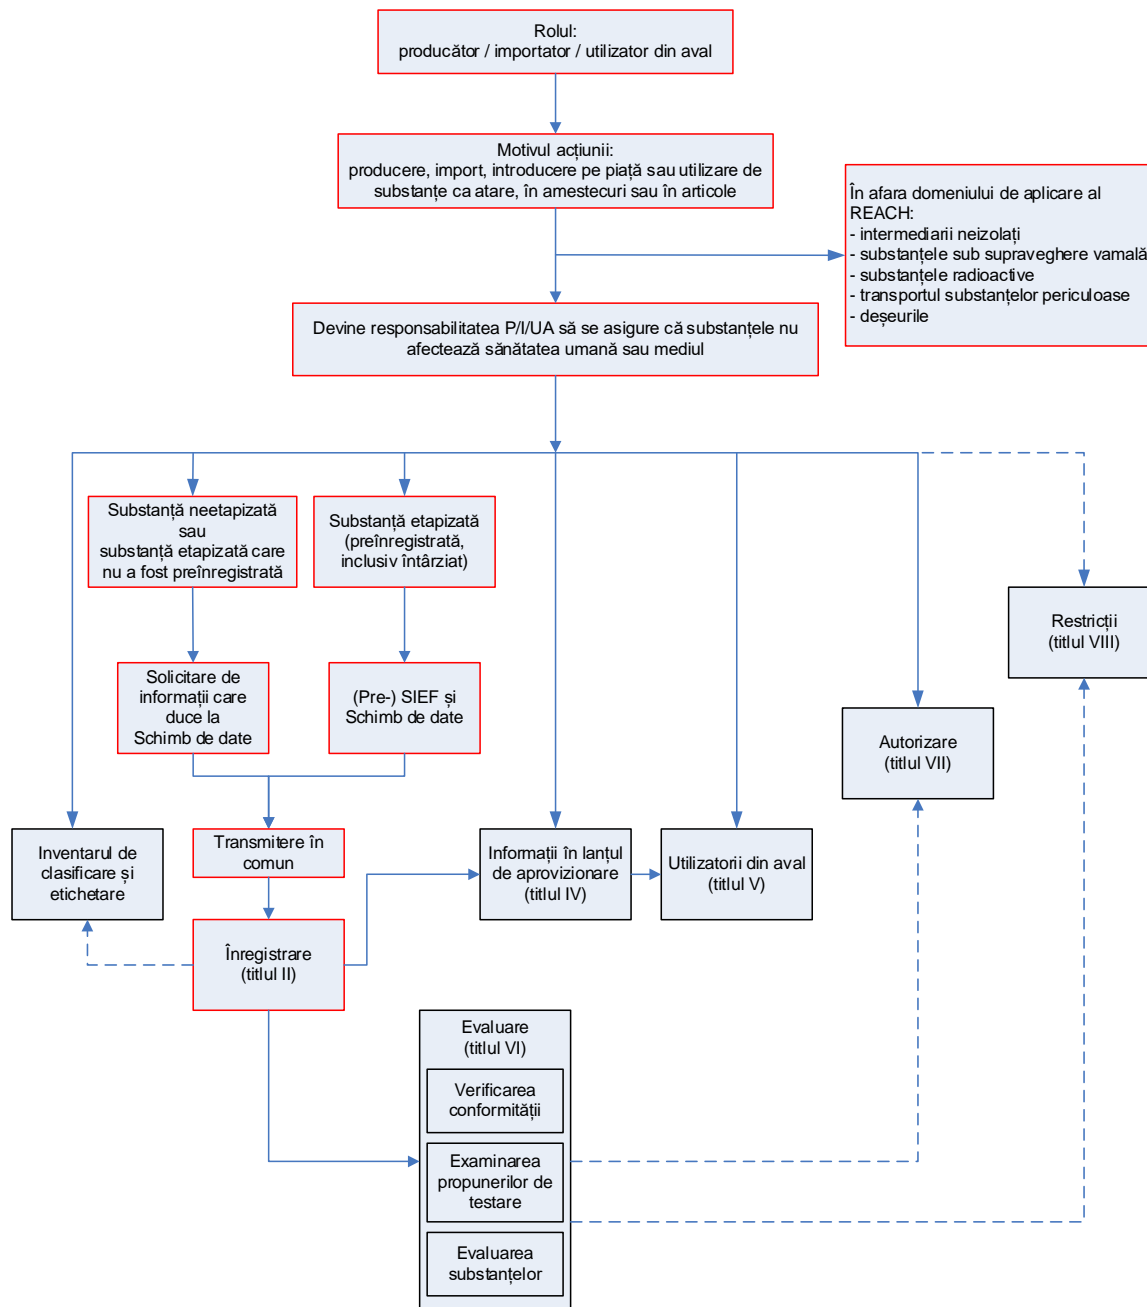 Rolul:
producător / importator / utilizator din aval
Motivul acțiunii:
producere, import, introducere pe piață sau utilizare de
substanțe ca atare, în amestecuri sau în articole
În afara domeniului de aplicare al
REACH:
- intermediarii neizolați
- substanțele sub supraveghere vamală
- substanțele radioactive
- transportul substanțelor periculoase
- deșeurile
Devine responsabilitatea P/I/UA să se asigure că substanțele nu
afectează sănătatea umană sau mediul
Substanță neetapizată
sau
substanță etapizată care
nu a fost preînregistrată
Substanță etapizată
(preînregistrată,
inclusiv întârziat)
Restricții
(titlul VIII)
Solicitare de
informații care
duce la
Schimb de date
(Pre-) SIEF și
Schimb de date
Autorizare
(titlul VII)
Inventarul de
clasificare și
etichetare
Transmitere în
comun
Informații în lanțul
de aprovizionare
(titlul IV)
Utilizatorii din aval
(titlul V)
Înregistrare
(titlul II)
Evaluare
(titlul VI)
Verificarea
conformității
Examinarea
propunerilor de
testare
Evaluarea
substanțelor